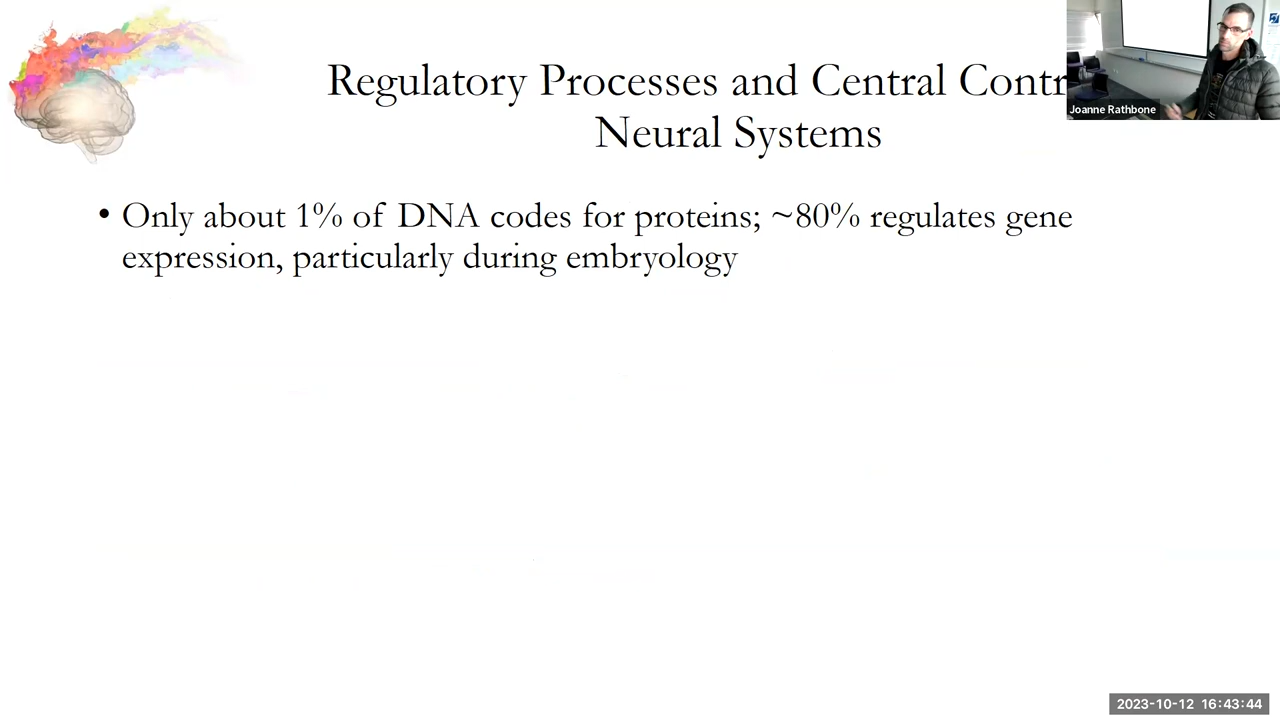 Regulatory Processes and Central Contr
Neural Systems
Joanne Rathbone
• Only about 1% of DNA codes for proteins; ~80% regulates gene
expression, particularly during embryology
2023-10-12 16:43:44